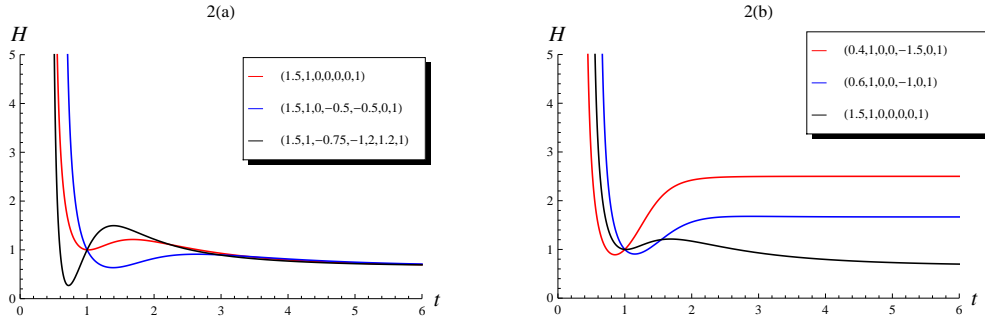 2(a)
H
5
4
3
2
1
0
0 1 2 3 4 5 6
t
(1.5,1,0,0,0,0,1)
(1.5,1,0,−0.5,−0.5,0,1)
(1.5,1,−0.75,−1,2,1.2,1)
2(b)
H
5
4
3
2
1
0
0 1 2 3 4 5 6
t
(0.4,1,0,0,−1.5,0,1)
(0.6,1,0,0,−1,0,1)
(1.5,1,0,0,0,0,1)